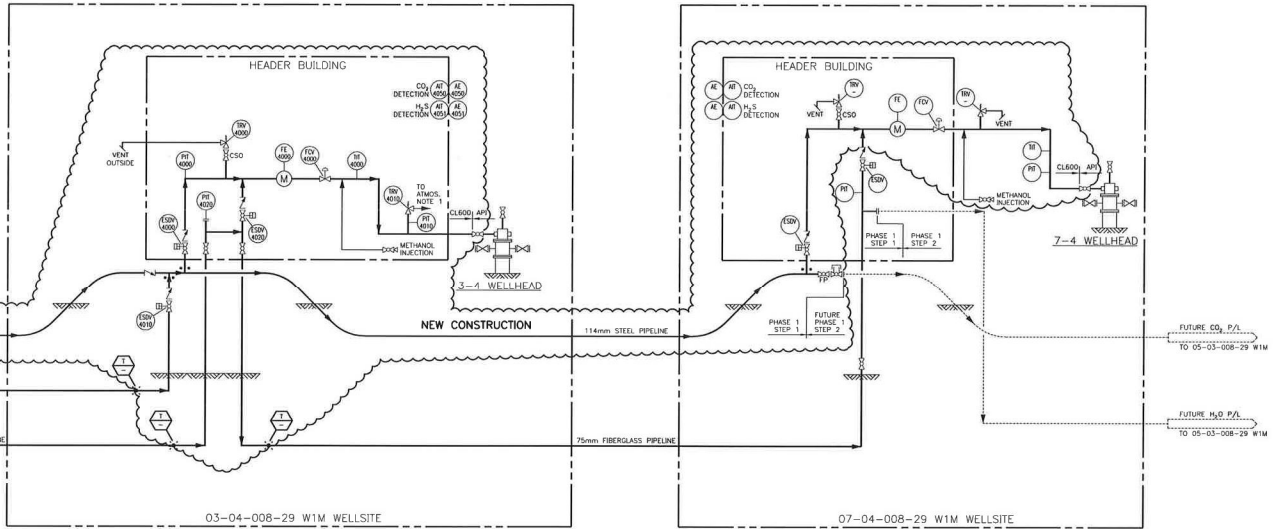 HEADER BUILDING
CO₂
DETECTION
AIT
4050
AE
4050
H₂S
DETECTION
AIT
4051
AE
4051
TRV
4000
CSO
VENT
OUTSIDE
PIT
4000
FE
4000
M
FCV
4000
TIT
4000
PIT
4020
ESDV
4000
ESDV
4020
TRV
4010
TO
ATMOS.
NOTE 1
PIT
4010
CL600
API
METHANOL
INJECTION
3-4 WELLHEAD
ESDV
4010
NEW CONSTRUCTION
114mm STEEL PIPELINE
T
–
T
–
T
–
75mm FIBERGLASS PIPELINE
03-04-008-29 W1M WELLSITE
HEADER BUILDING
AE
AIT
CO₂
DETECTION
AE
AIT
H₂S
DETECTION
VENT
TRV
–
CSO
FE
M
FCV
TRV
–
VENT
TIT
PIT
CL600
API
METHANOL
INJECTION
7-4 WELLHEAD
ESDV
PIT
ESDV
PHASE 1
STEP 1
PHASE 1
STEP 2
FP
PHASE 1
STEP 1
FUTURE
PHASE 1
STEP 2
FUTURE CO₂ P/L
TO 05-03-008-29 W1M
FUTURE H₂O P/L
TO 05-03-008-29 W1M
07-04-008-29 W1M WELLSITE